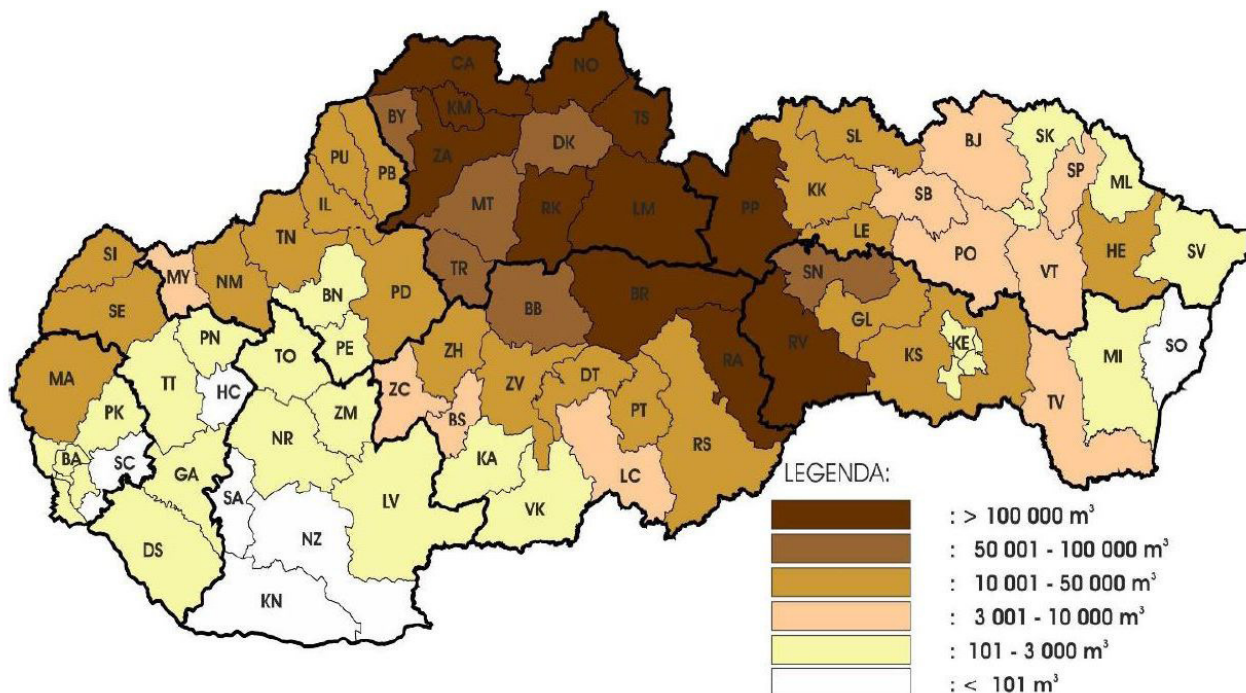 CA
NO
KM
TS
BY
ZA
DK
PU
PB
SL
BJ
SK
SP
ML
KK
SB
MT
RK
LM
PP
IL
TN
LE
PO
HE
SV
SI
MY
NM
TR
SN
VT
BN
PD
BB
BR
SE
GL
PN
TO
PE
ZH
RA
RV
KS
KE
MI
SO
MA
TT
HC
ZC
ZV
DT
PK
ZM
BS
PT
TV
NR
RS
BA
SC
GA
KA
LC
SA
LV
VK
NZ
DS
KN
LEGENDA:
: > 100 000 m³
: 50 001 - 100 000 m³
: 10 001 - 50 000 m³
: 3 001 - 10 000 m³
: 101 - 3 000 m³
: < 101 m³